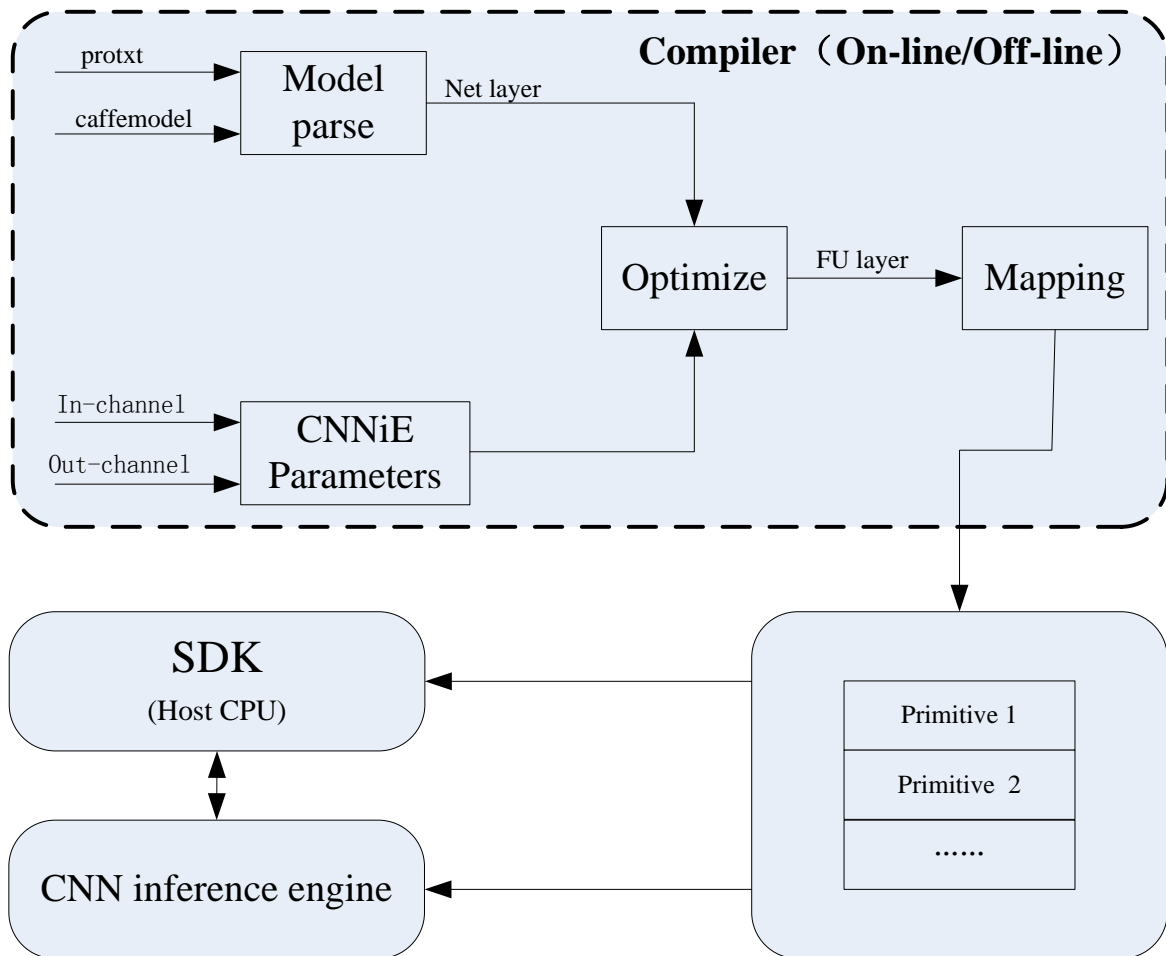 Compiler（On-line/Off-line）
protxt
caffemodel
Model
parse
Net layer
Optimize
FU layer
Mapping
In-channel
Out-channel
CNNiE
Parameters
SDK
(Host CPU)
CNN inference engine
Primitive 1
Primitive 2
......